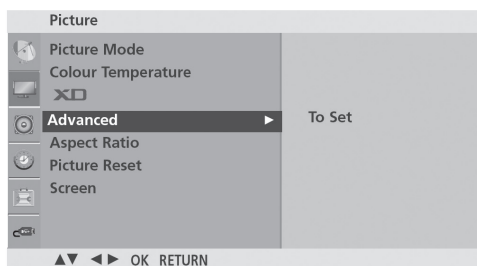 Picture
Picture Mode
Colour Temperature
XD
Advanced ▶ To Set
Aspect Ratio
Picture Reset
Screen
▲▼ ◀▶ OK RETURN